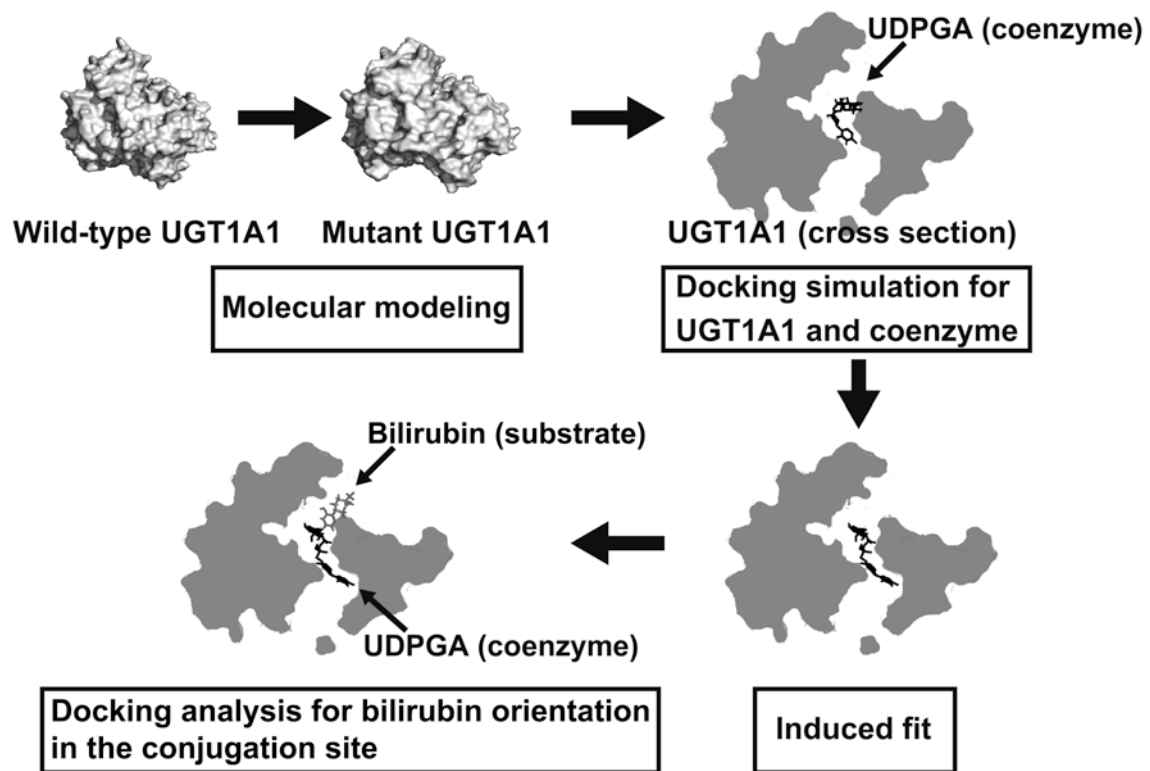 UDPGA (coenzyme)
Wild-type UGT1A1
Mutant UGT1A1
UGT1A1 (cross section)
Molecular modeling
Docking simulation for
UGT1A1 and coenzyme
Bilirubin (substrate)
UDPGA (coenzyme)
Docking analysis for bilirubin orientation
in the conjugation site
Induced fit